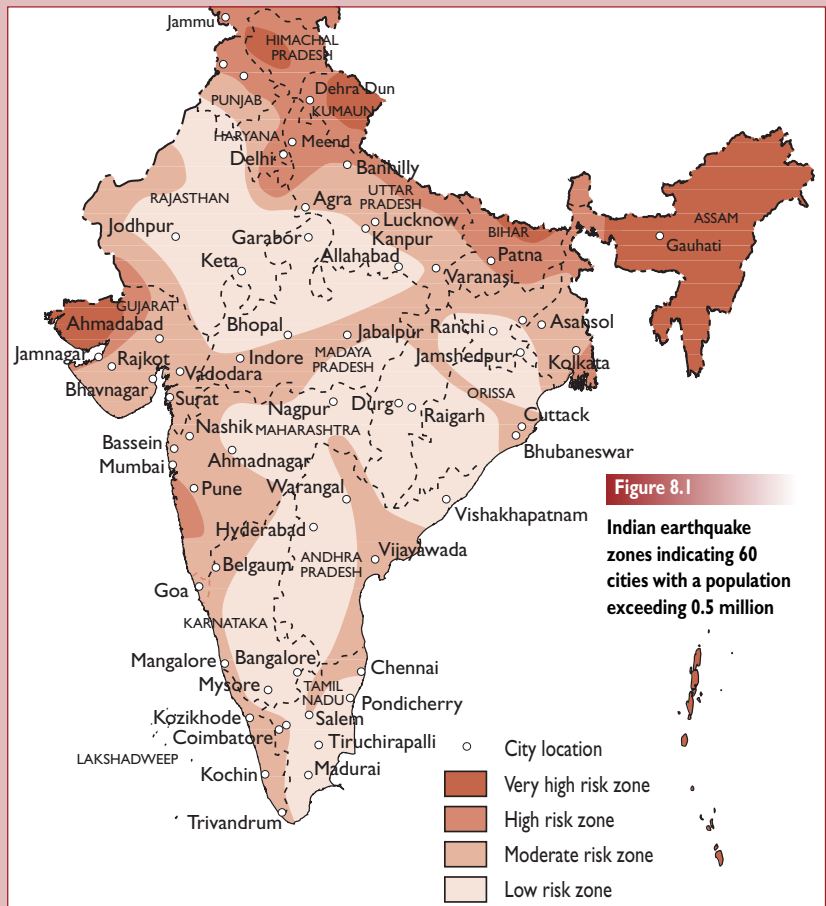 Jammu
HIMACHAL
PRADESH
Dehra Dun
PUNJAB
KUMAUN
HARYANA
Meend
Delhi
Banhilly
RAJASTHAN
UTTAR
PRADESH
Agra
Lucknow
ASSAM
Jodhpur
Garabor
Kanpur
BIHAR
Gauhati
Keta
Allahabad
Patna
Varanasi
GUJARAT
Ahmadabad
Bhopal
Jabalpur
Ranchi
Asahsol
Jamnagar
Rajkot
Indore
MADAYA
PRADESH
Jamshedpur
Kolkata
Bhavnagar
Vadodara
Surat
ORISSA
Nagpur
Durg
Raigarh
Cuttack
Nashik
MAHARASHTRA
Bhubaneswar
Bassein
Mumbai
Ahmadnagar
Pune
Warangal
Vishakhapatnam
Hyderabad
ANDHRA
PRADESH
Vijayawada
Belgaum
Goa
KARNATAKA
Mangalore
Bangalore
Chennai
Mysore
TAMIL
NADU
Pondicherry
Kozikhode
Salem
Coimbatore
Tiruchirapalli
LAKSHADWEEP
Kochin
Madurai
Trivandrum
Figure 8.1
Indian earthquake
zones indicating 60
cities with a population
exceeding 0.5 million
City location
Very high risk zone
High risk zone
Moderate risk zone
Low risk zone